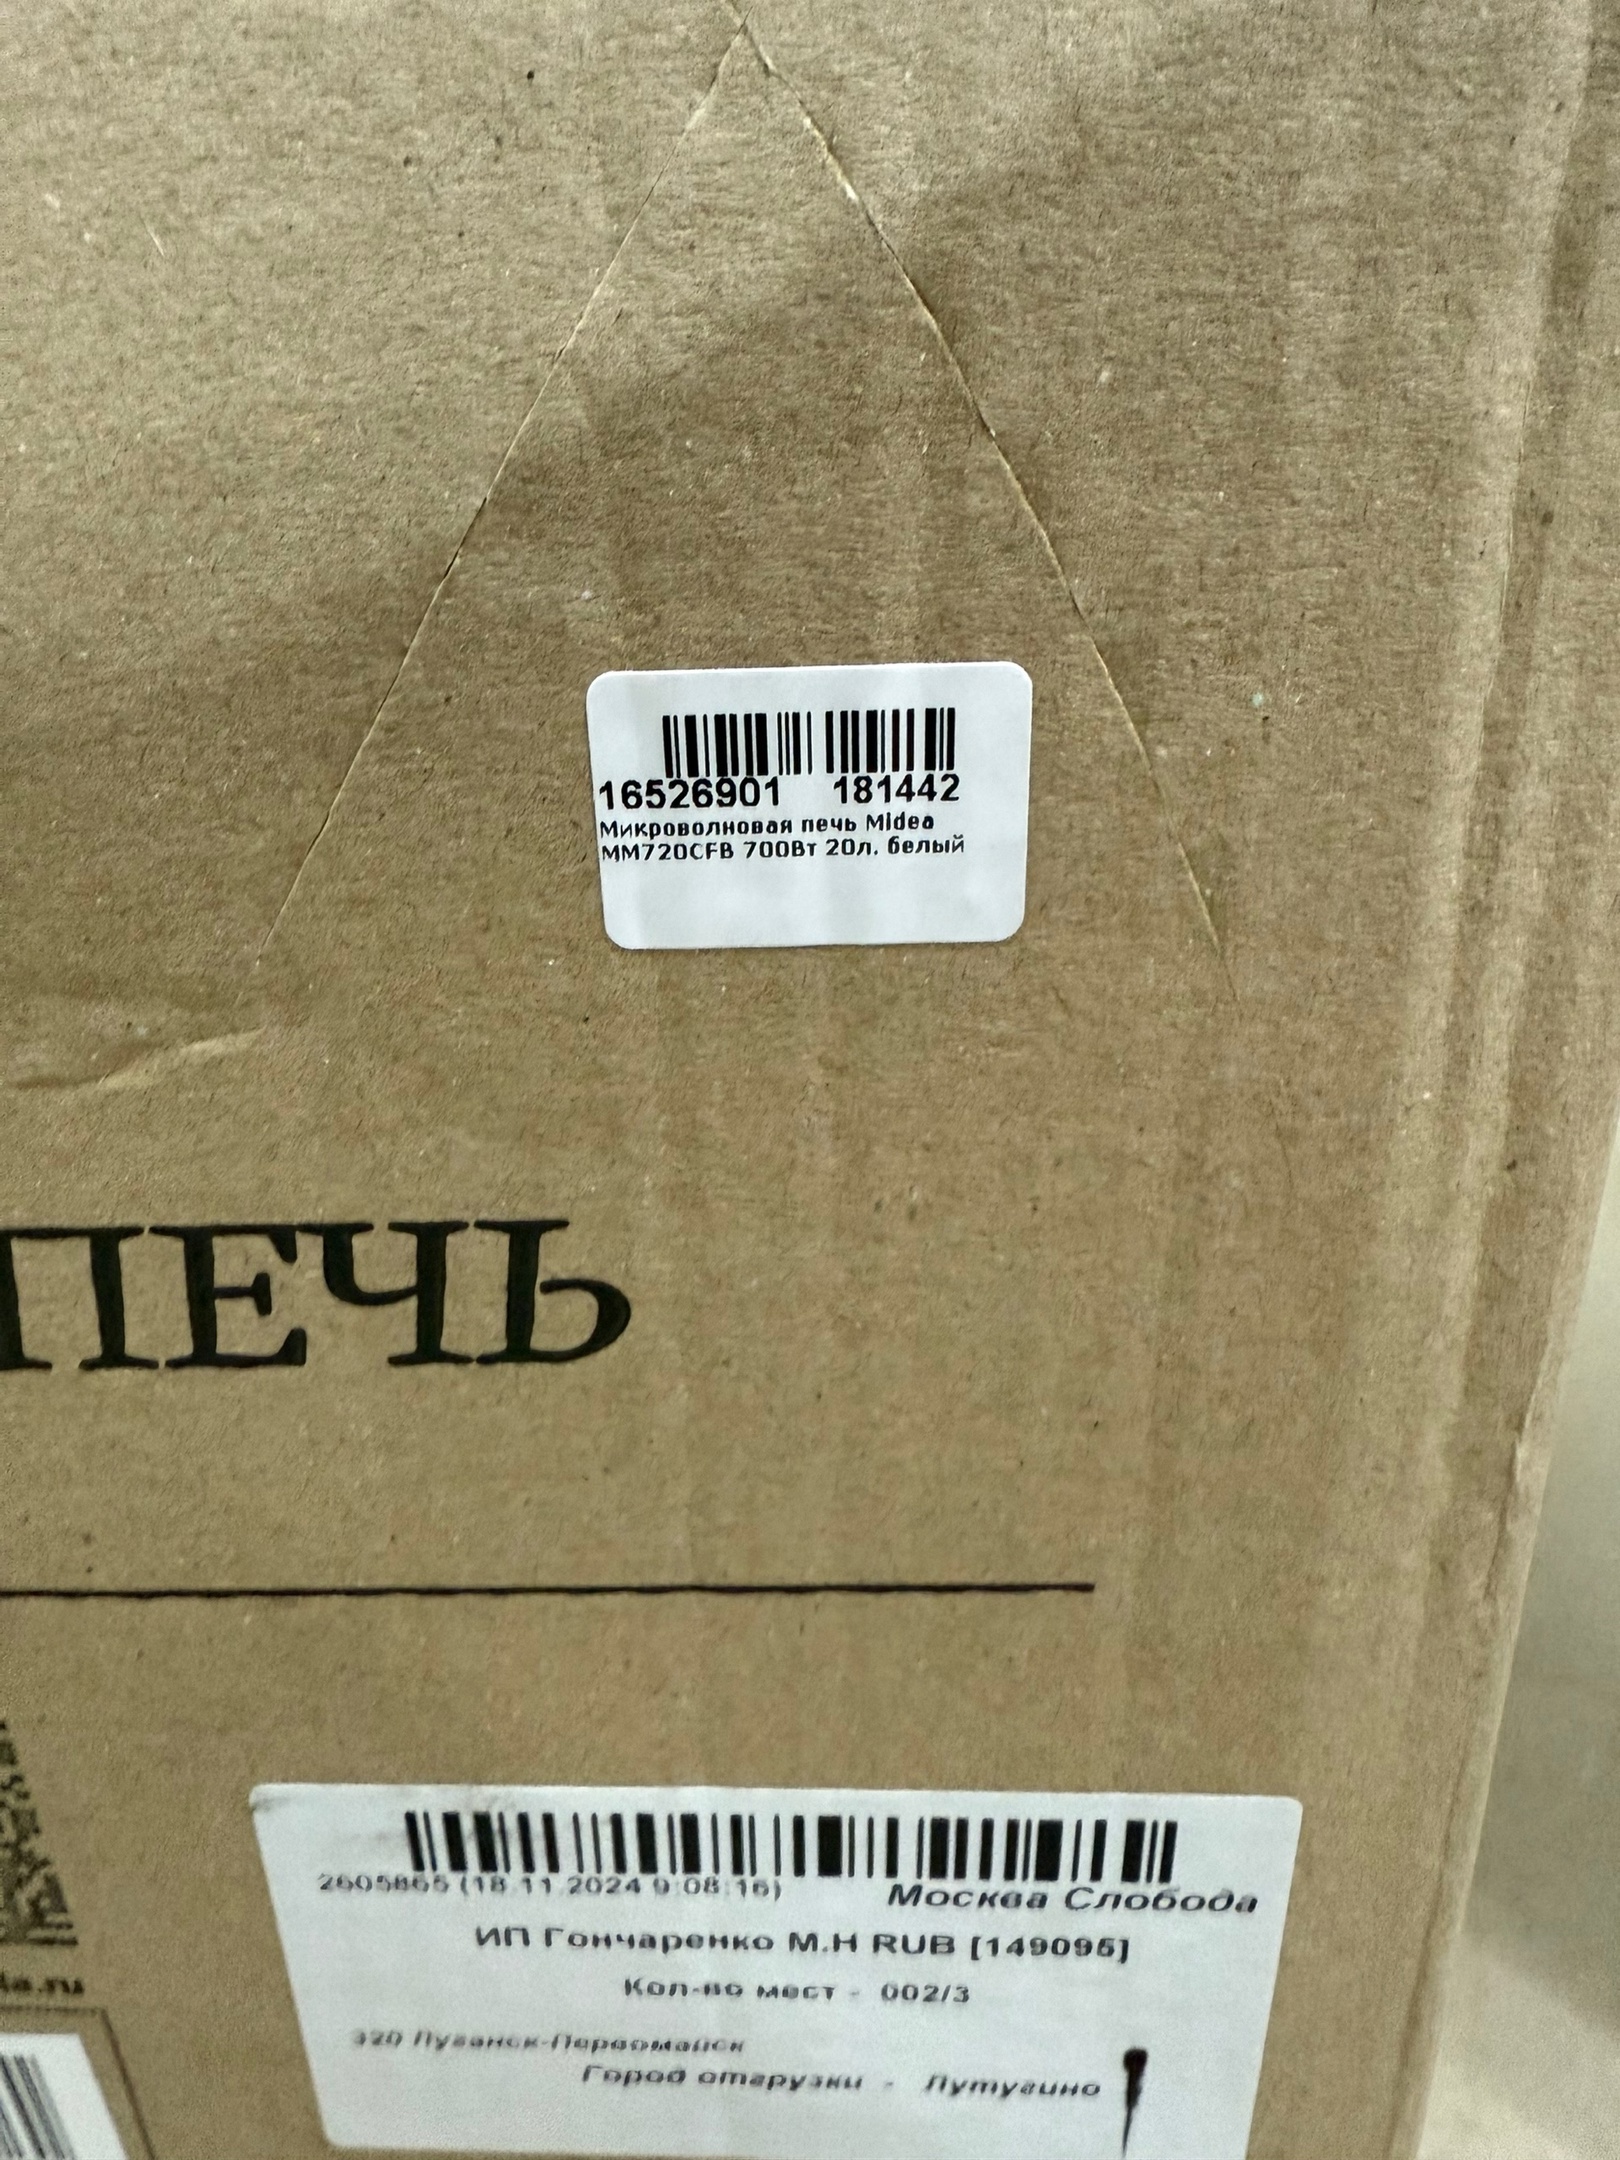 16526901 181442
Микроволновая печь Midea
MM720CFB 700Вт 20л. белый
ПЕЧЬ
2605865 (18.11.2024 9:08:16)
Москва Слобода
ИП Гончаренко М.Н RUB [149095]
Кол-во мест - 002/3
320 Луганск-Первомайск
Город отгрузки - Лутугино